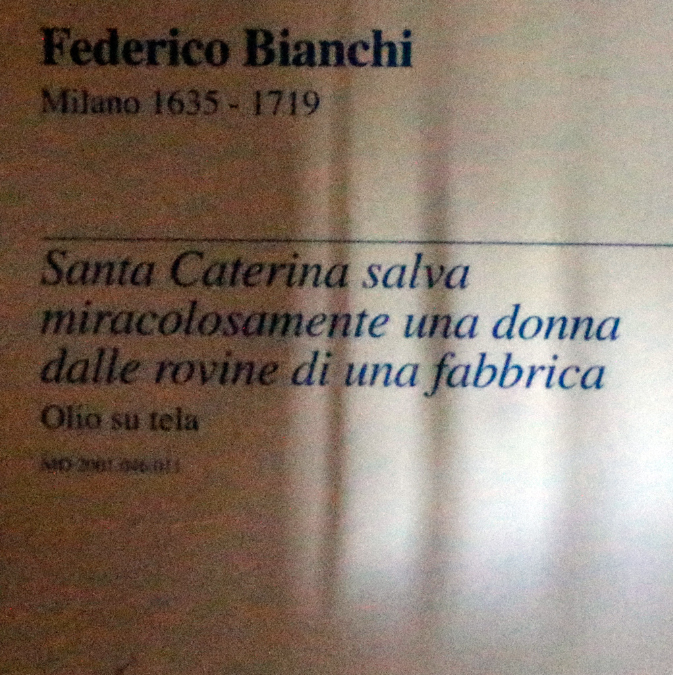 Federico Bianchi
Milano 1635 - 1719
Santa Caterina salva
miracolosamente una donna
dalle rovine di una fabbrica
Olio su tela